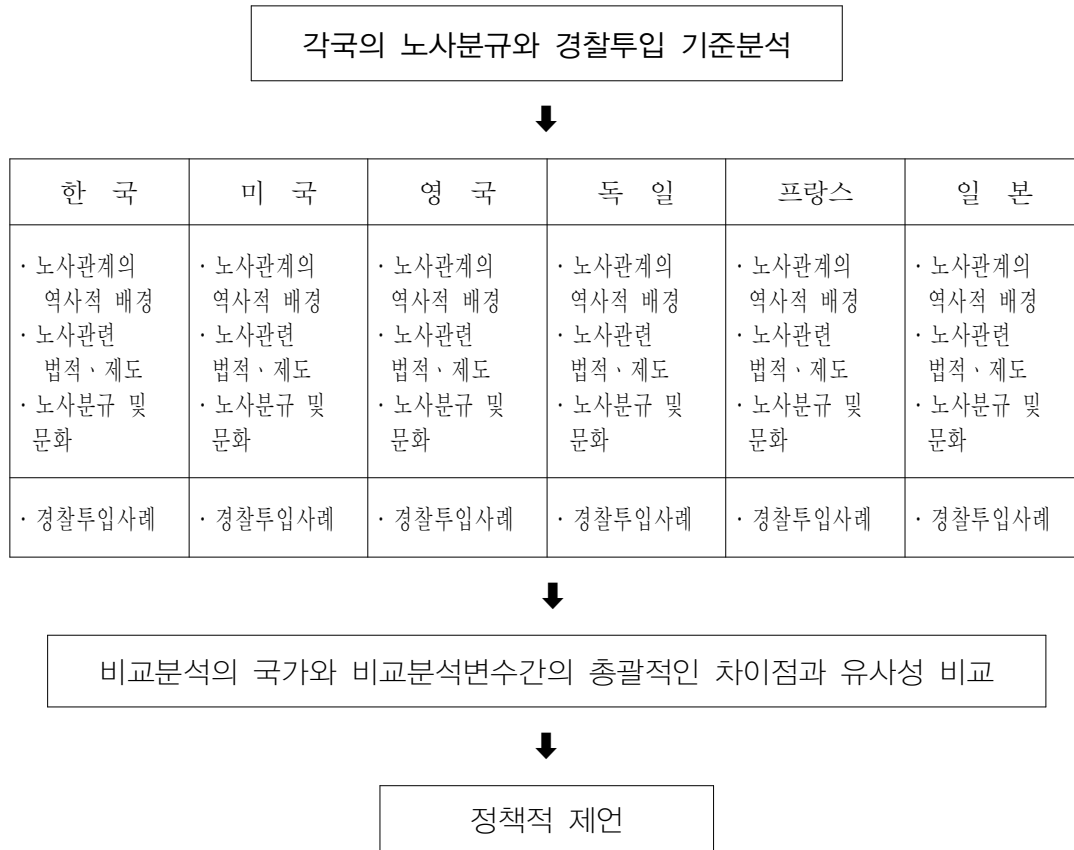 각국의 노사분규와 경찰투입 기준분석
한 국
미 국
영 국
독 일
프랑스
일 본
· 노사관계의
역사적 배경
· 노사관련
법적、제도
· 노사분규 및
문화
· 노사관계의
역사적 배경
· 노사관련
법적、제도
· 노사분규 및
문화
· 노사관계의
역사적 배경
· 노사관련
법적、제도
· 노사분규 및
문화
· 노사관계의
역사적 배경
· 노사관련
법적、제도
· 노사분규 및
문화
· 노사관계의
역사적 배경
· 노사관련
법적、제도
· 노사분규 및
문화
· 노사관계의
역사적 배경
· 노사관련
법적、제도
· 노사분규 및
문화
· 경찰투입사례
· 경찰투입사례
· 경찰투입사례
· 경찰투입사례
· 경찰투입사례
· 경찰투입사례
비교분석의 국가와 비교분석변수간의 총괄적인 차이점과 유사성 비교
정책적 제언